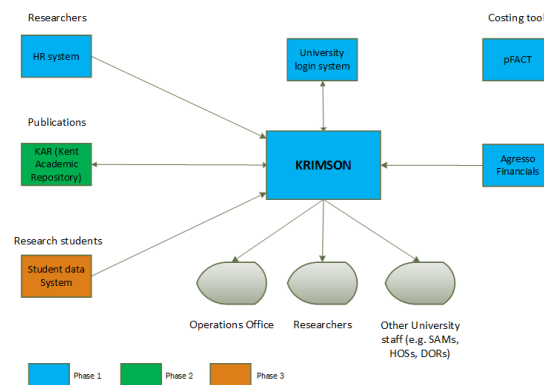 Researchers
Costing tool
HR system
University
login system
pFACT
Publications
KAR (Kent
Academic
Repository)
KRIMSON
Agresso
Financials
Research students
Student data
System
Operations Office
Researchers
Other University
staff (e.g. SAMs,
HOSs, DORs)
Phase 1
Phase 2
Phase 3